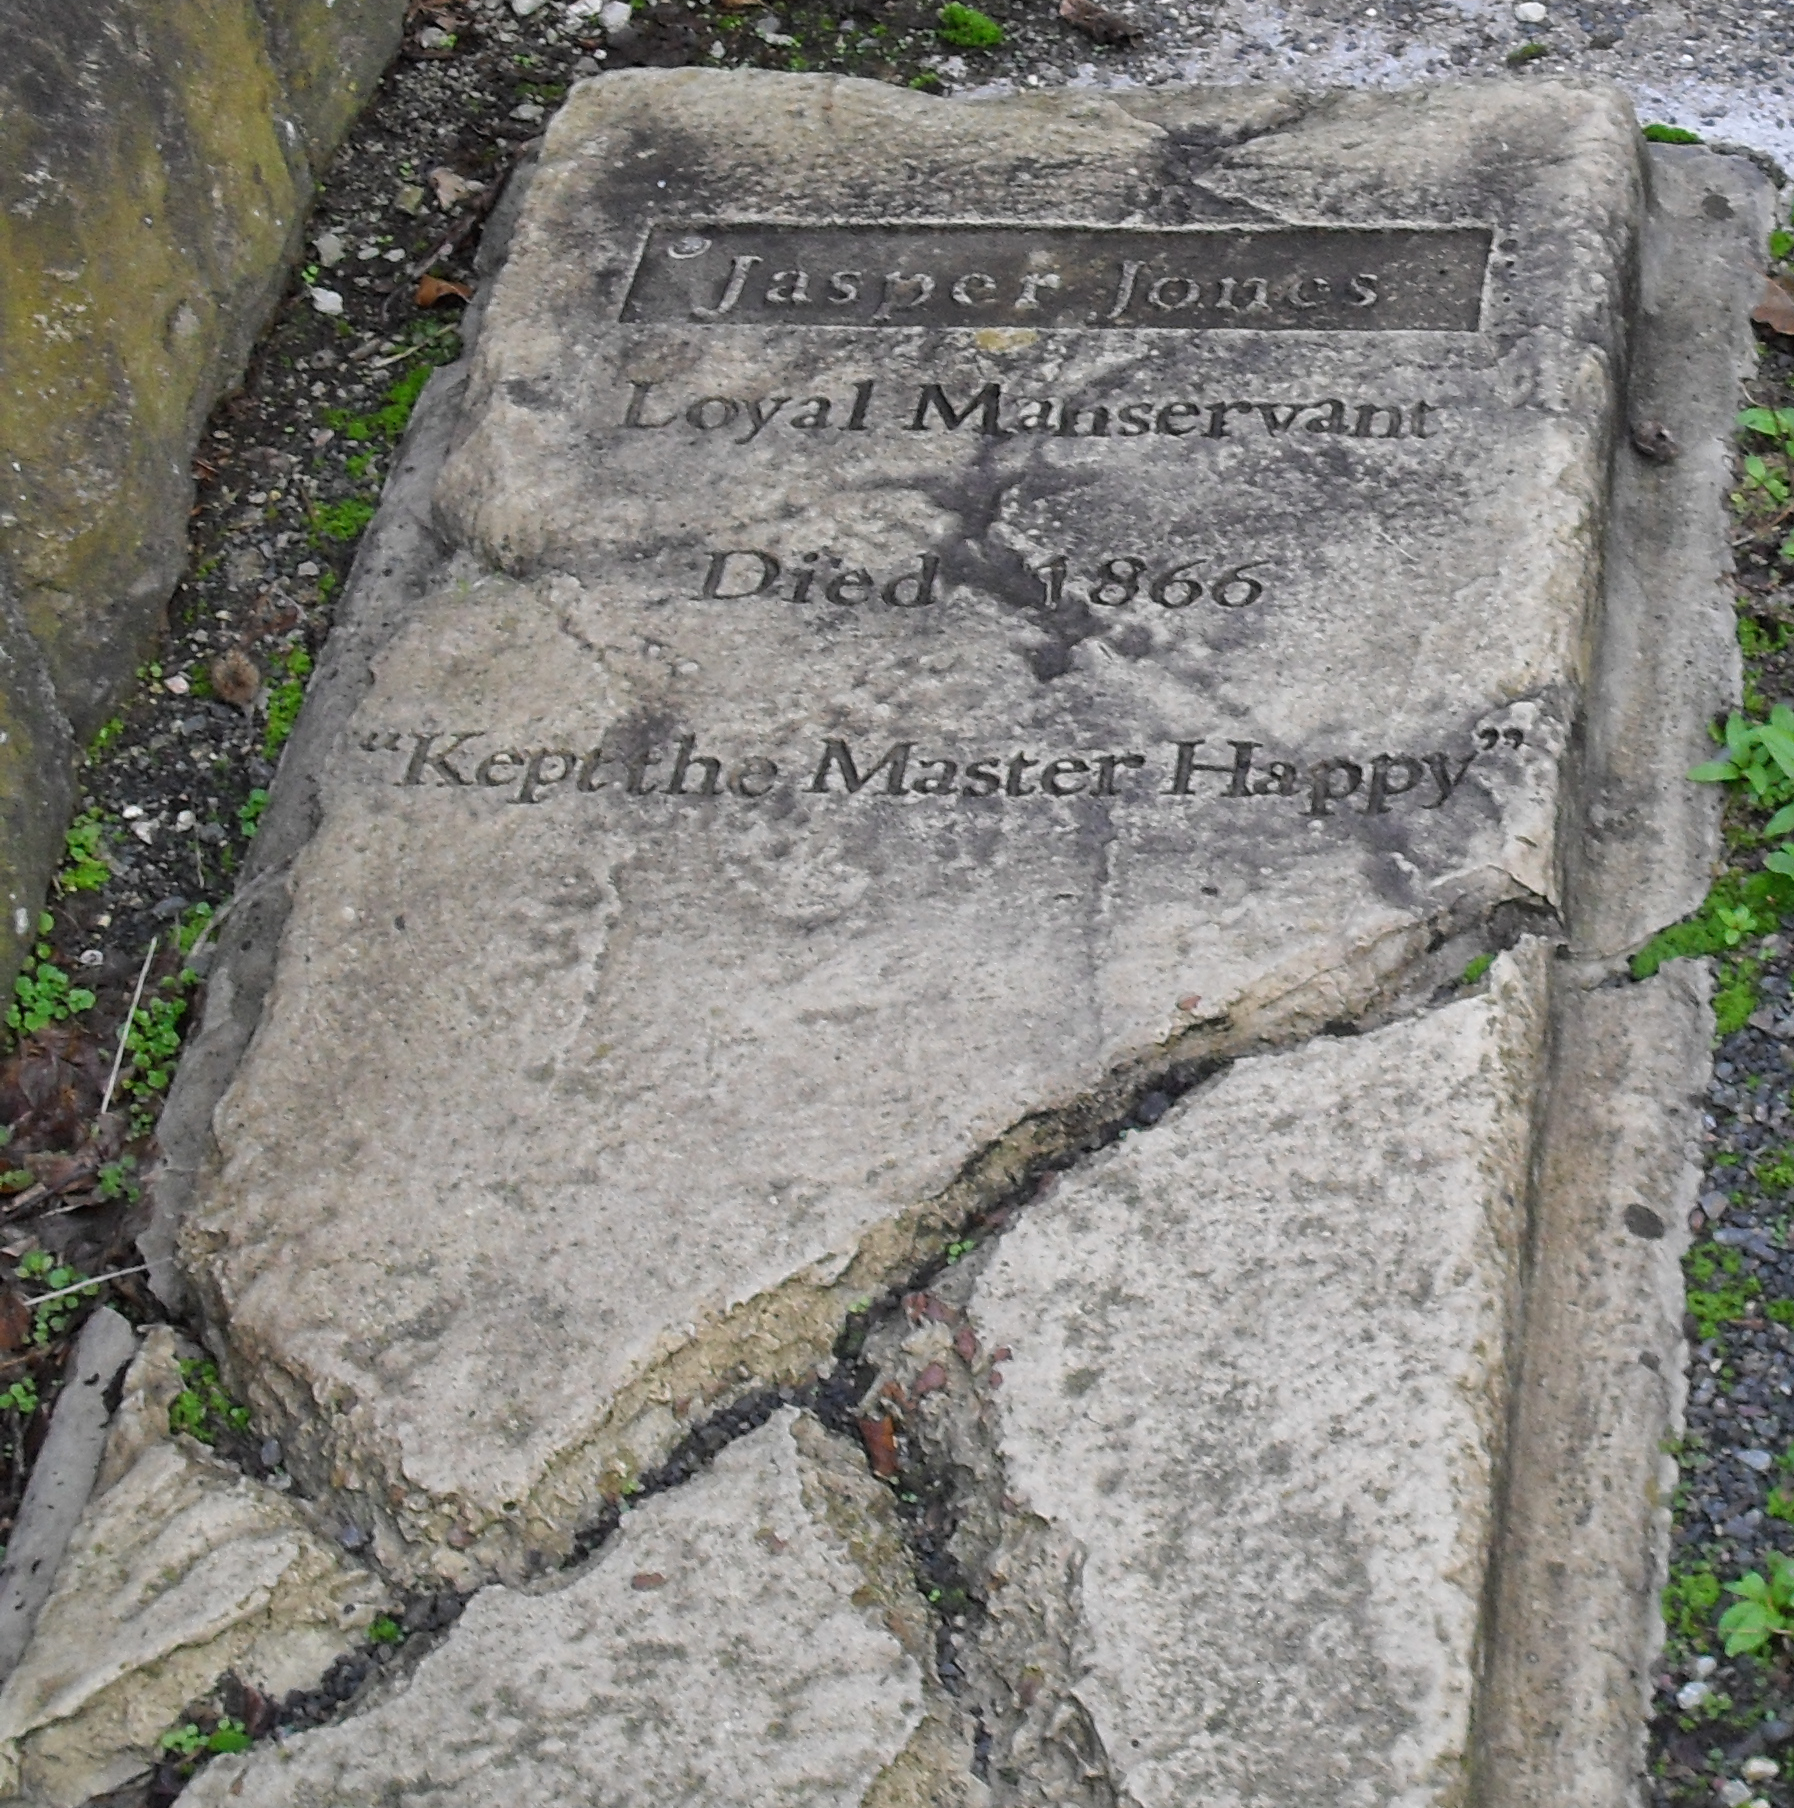 Jasper Jones
Loyal Manservant
Died 1866
“Kept the Master Happy”